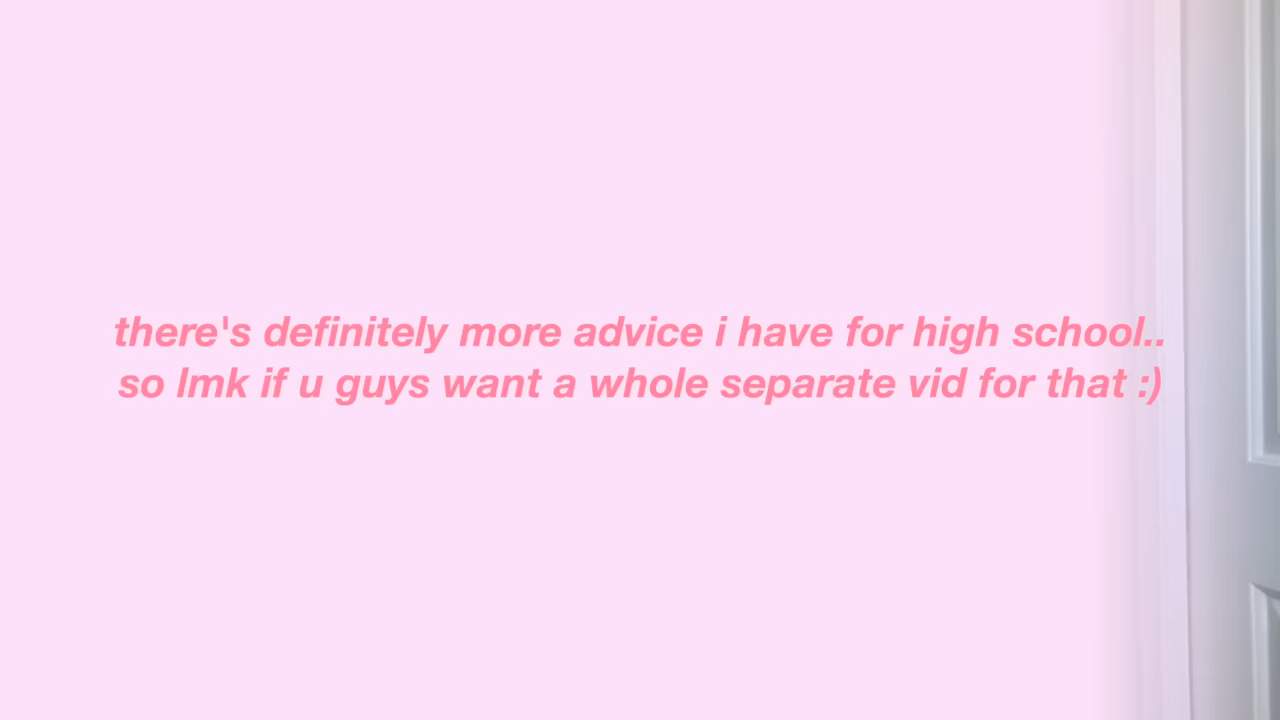 there's definitely more advice i have for high school..
so lmk if u guys want a whole separate vid for that :)